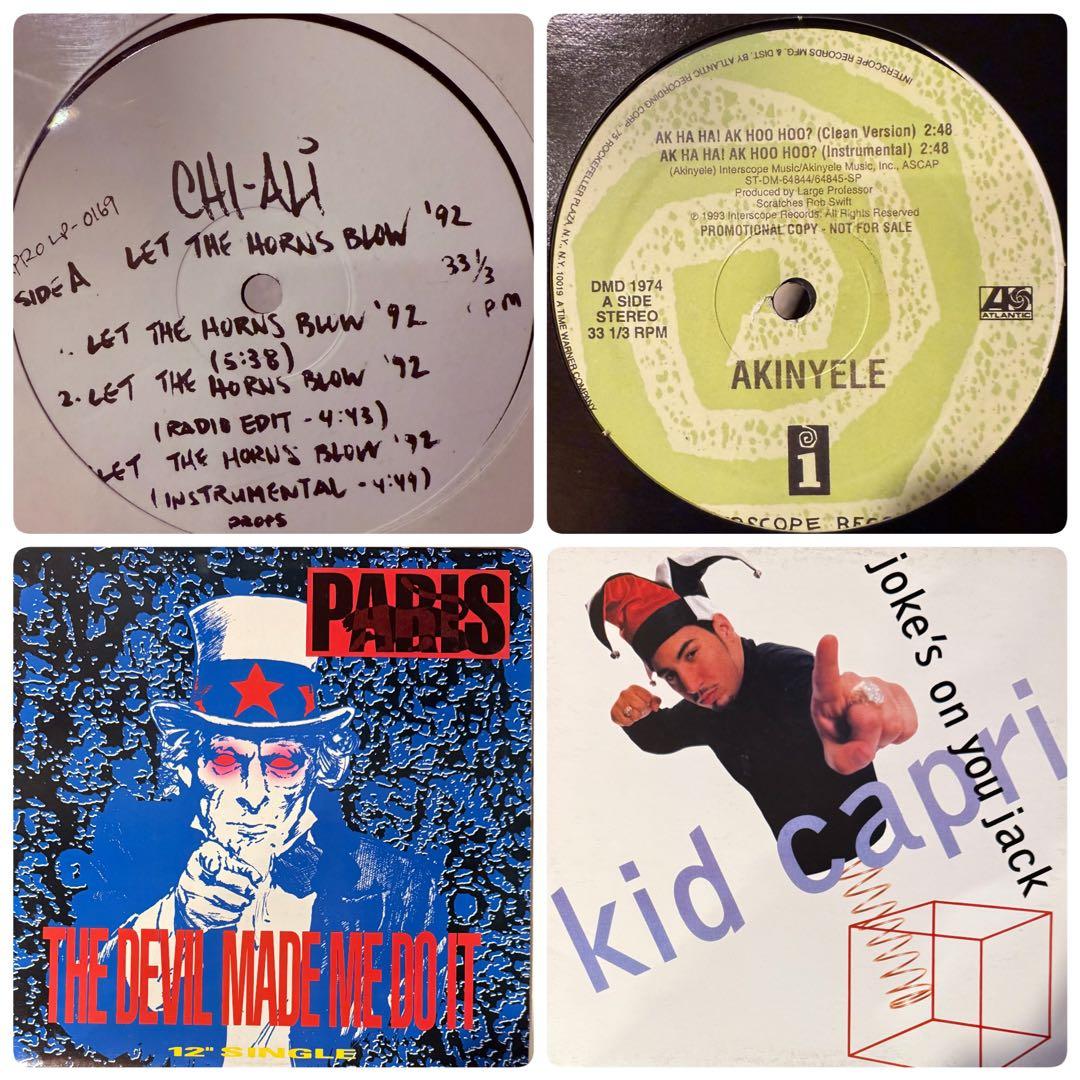 CHI-ALI
PRO LP-0169
LET THE HORNS BLOW '92
SIDE A
33 1/3
RPM
1. LET THE HORNS BLOW '92
(5:38)
2. LET THE HORNS BLOW '92
(RADIO EDIT - 4:43)
LET THE HORNS BLOW '92
(INSTRUMENTAL - 4:49)
INTERSCOPE RECORDS MFG. & DIST. BY ATLANTIC RECORDING CORP. 75 ROCKEFELLER PLAZA, N.Y., N.Y. 10019 A TIME WARNER COMPANY
AK HA HA! AK HOO HOO? (Clean Version) 2:48
AK HA HA! AK HOO HOO? (Instrumental) 2:48
(Akinyele) Interscope Music/Akinyele Music, Inc., ASCAP
ST-DM-64844/64845-SP
Produced by Large Professor
Scratches Rob Swift
℗ 1993 Interscope Records. All Rights Reserved
PROMOTIONAL COPY - NOT FOR SALE
DMD 1974
A SIDE
STEREO
33 1/3 RPM
ATLANTIC
AKINYELE
i
PARIS
THE DEVIL MADE ME DO IT
12" SINGLE
joke's on you jack
kid capri